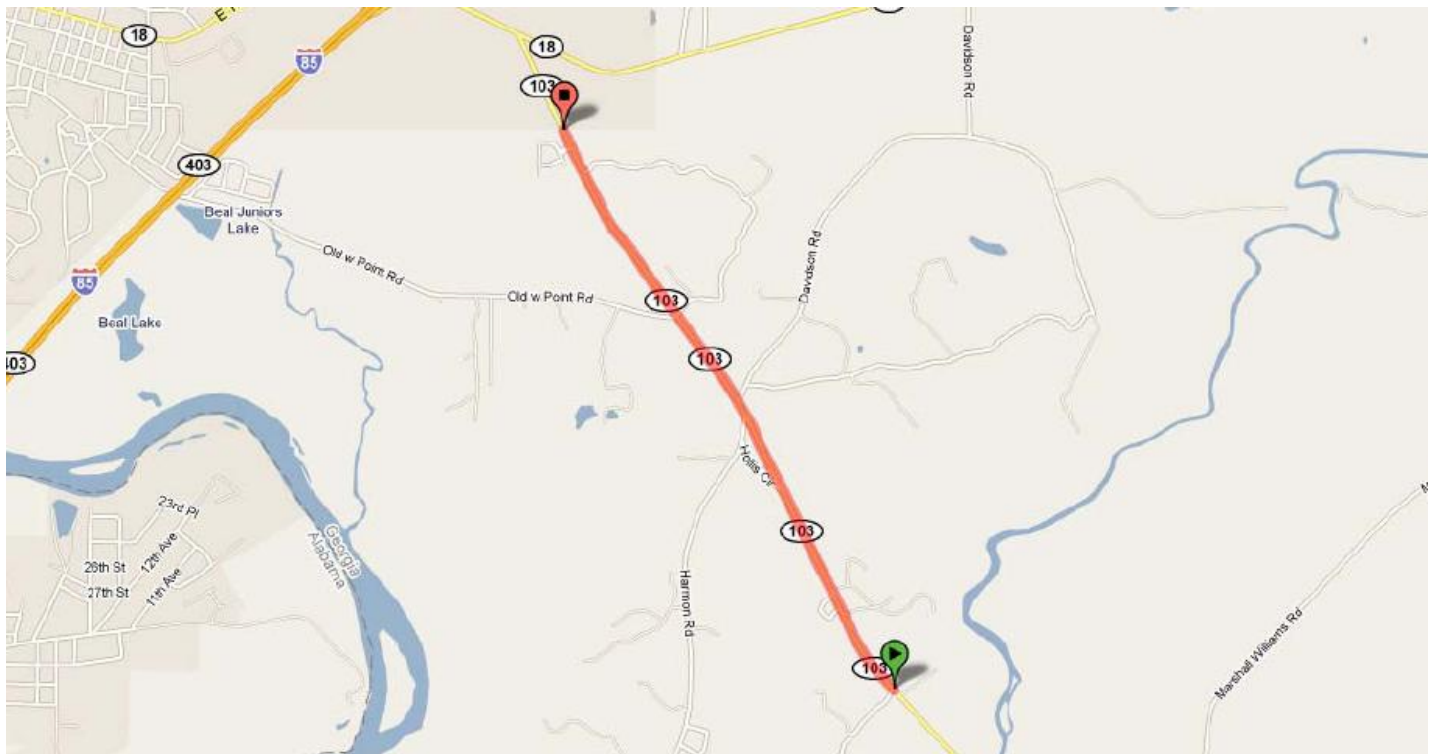 18
E 1
85
18
103
Davidson Rd
403
Beal Juniors
Lake
Old w Point Rd
Old w Point Rd
Davidson Rd
85
103
Beal Lake
403
103
Hollis Cir
23rd Pl
Georgia
Alabama
103
12th Ave
26th St
27th St
11th Ave
Harmon Rd
103
Marshall Williams Rd